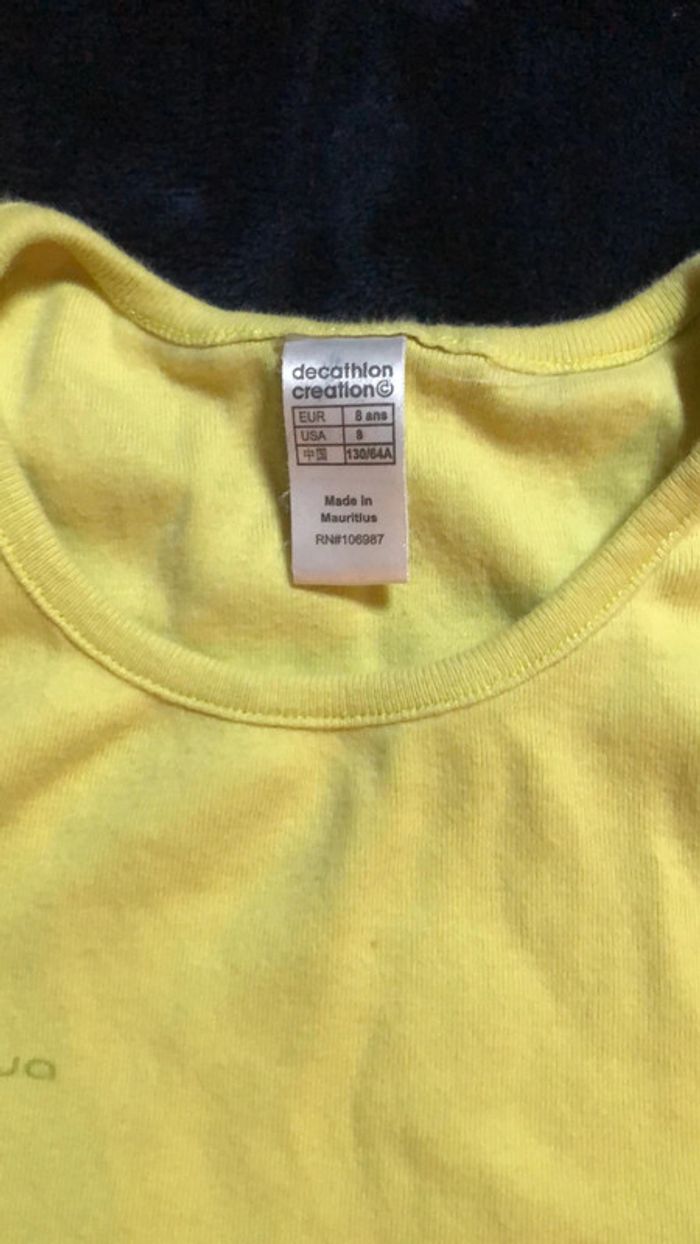 decathlon
creation©
EUR 8 ans
USA 8
中国 130/64A
Made in
Mauritius
RN#106987